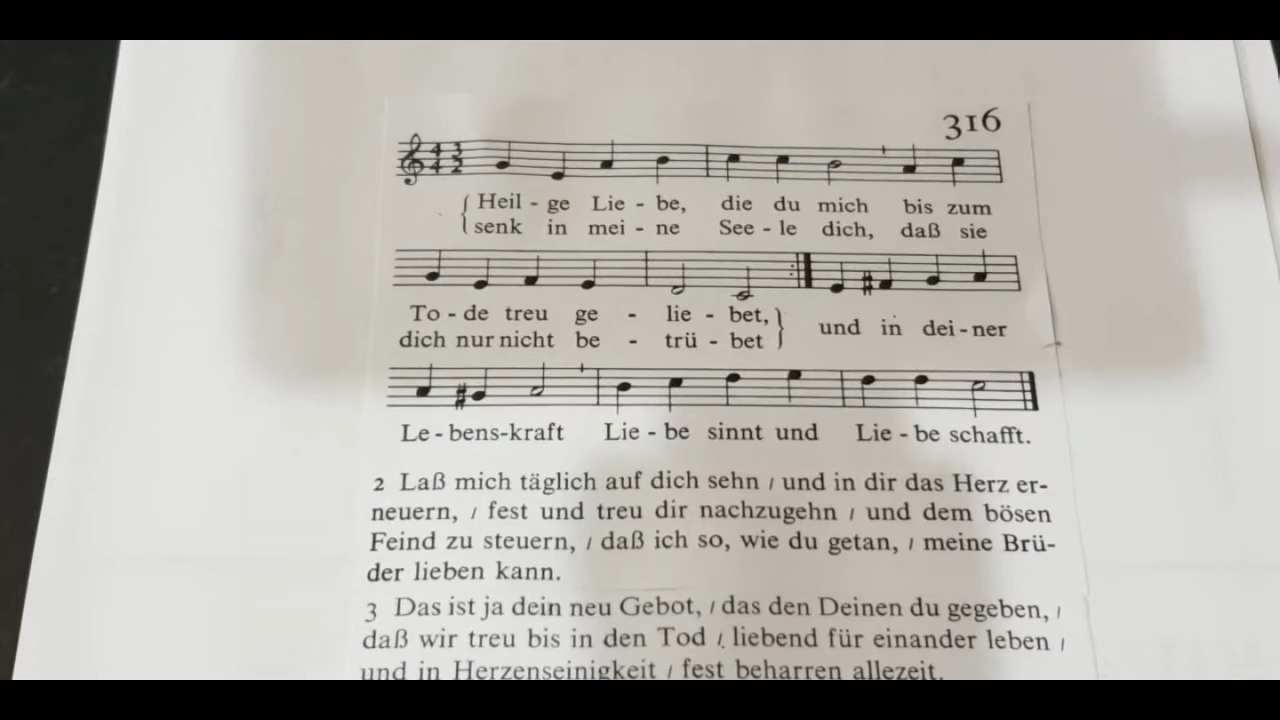 316
4 3
4 2
Heil - ge Lie - be, die du mich bis zum
senk in mei - ne See - le dich, daß sie
To - de treu ge - lie - bet, und in dei - ner
dich nur nicht be - trü - bet
Le - bens - kraft Lie - be sinnt und Lie - be schafft.
2 Laß mich täglich auf dich sehn / und in dir das Herz er-
neuern, / fest und treu dir nachzugehn / und dem bösen
Feind zu steuern, / daß ich so, wie du getan, / meine Brü-
der lieben kann.
3 Das ist ja dein neu Gebot, / das den Deinen du gegeben, /
daß wir treu bis in den Tod / liebend für einander leben /
und in Herzenseinigkeit / fest beharren allezeit.